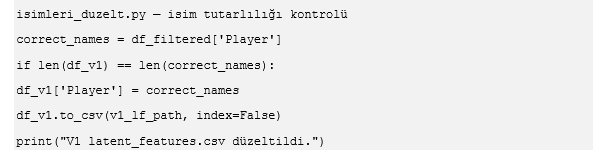 isimleri_duzelt.py — isim tutarlılığı kontrolü
correct_names = df_filtered['Player']
if len(df_v1) == len(correct_names):
df_v1['Player'] = correct_names
df_v1.to_csv(v1_lf_path, index=False)
print("V1 latent_features.csv düzeltildi.")